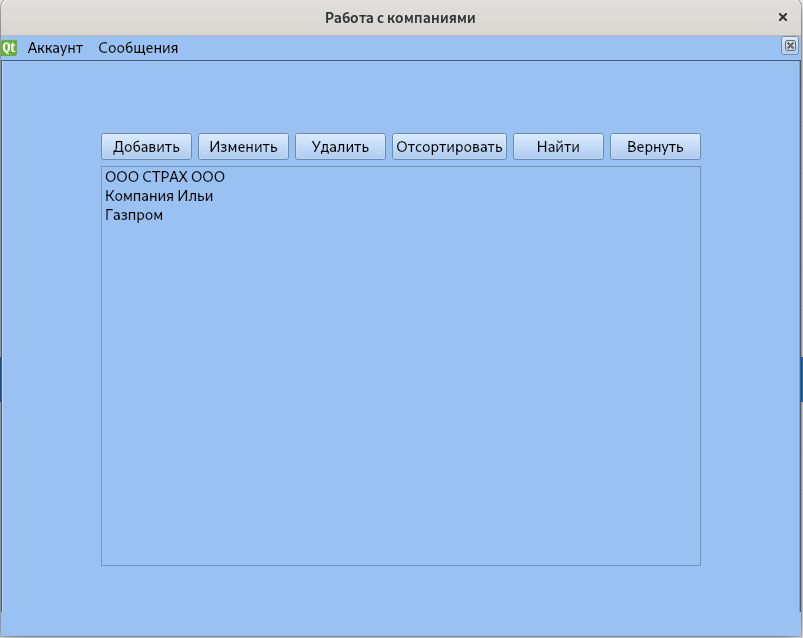 Работа с компаниями
Qt Аккаунт Сообщения
Добавить Изменить Удалить Отсортировать Найти Вернуть
ООО СТРАХ ООО
Компания Ильи
Газпром